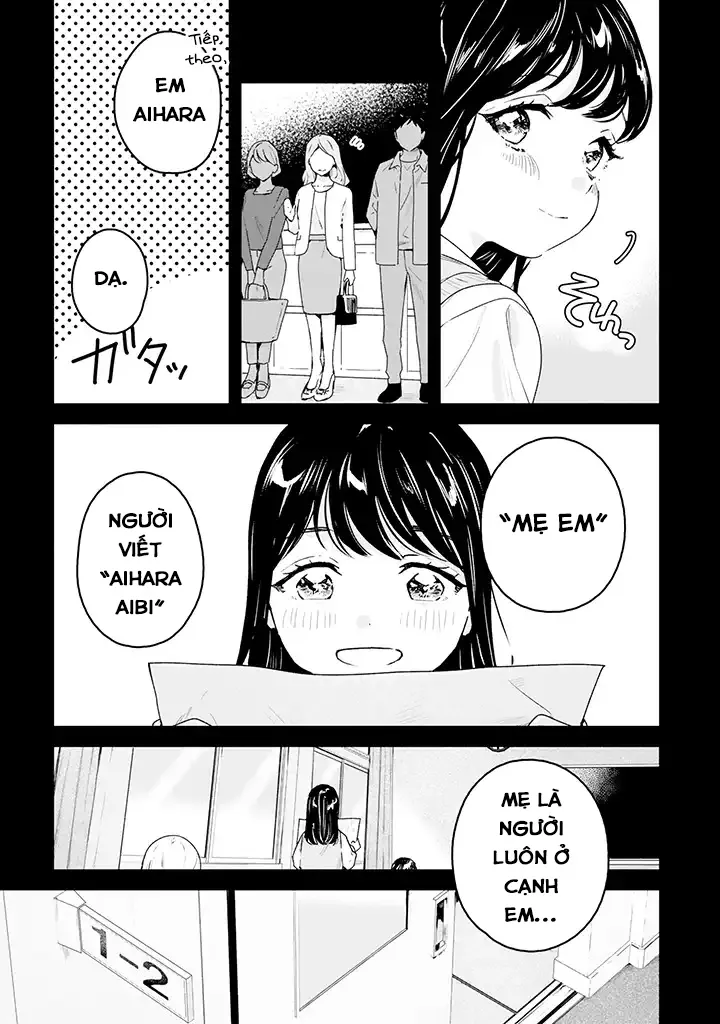 Tiếp
thèo,
EM
AIHARA
DẠ.
ガタッ
"MẸ EM"
NGƯỜI
VIẾT
"AIHARA
AIBI"
MẸ LÀ
NGƯỜI
LUÔN Ở
CẠNH
EM...
1-2